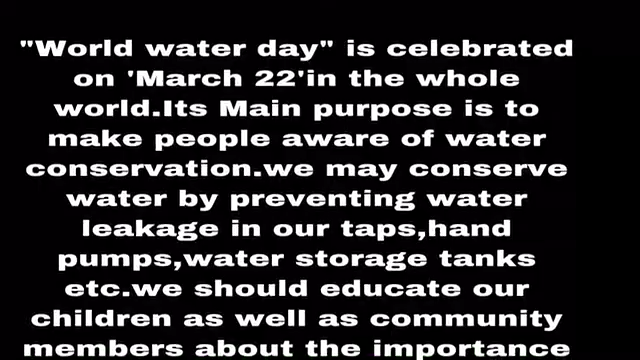 "World water day" is celebrated
on 'March 22'in the whole
world.Its Main purpose is to
make people aware of water
conservation.we may conserve
water by preventing water
leakage in our taps,hand
pumps,water storage tanks
etc.we should educate our
children as well as community
members about the importance